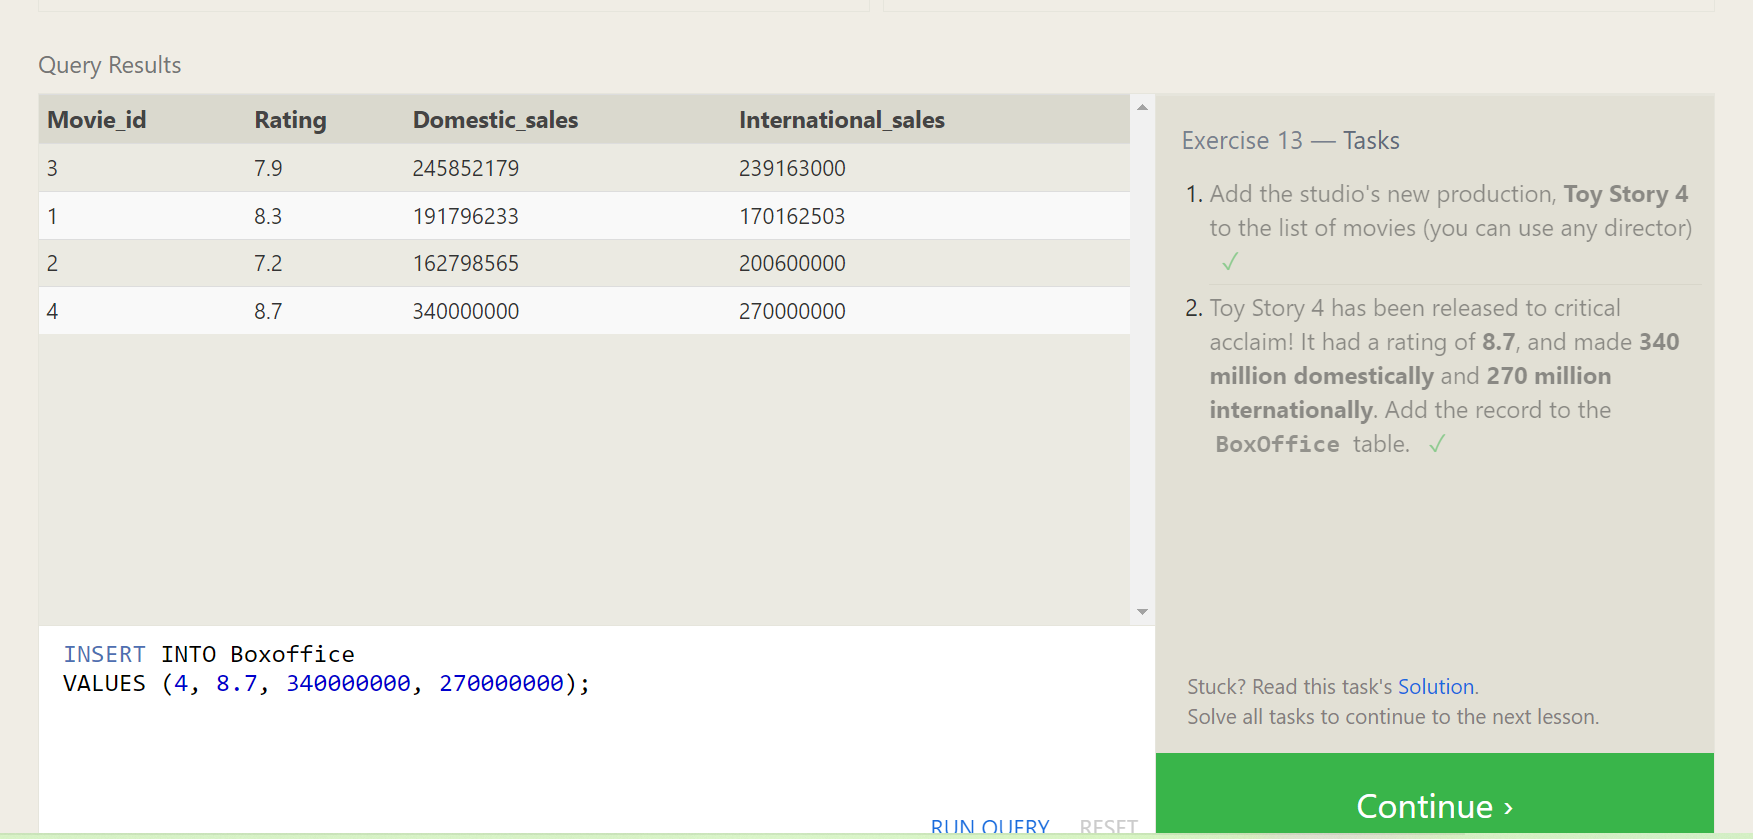 Query Results
Movie_id Rating Domestic_sales International_sales
3 7.9 245852179 239163000
1 8.3 191796233 170162503
2 7.2 162798565 200600000
4 8.7 340000000 270000000
INSERT INTO Boxoffice
VALUES (4, 8.7, 340000000, 270000000);
RUN QUERY RESET
Exercise 13 — Tasks
1. Add the studio's new production, Toy Story 4
to the list of movies (you can use any director)
✓
2. Toy Story 4 has been released to critical
acclaim! It had a rating of 8.7, and made 340
million domestically and 270 million
internationally. Add the record to the
BoxOffice table. ✓
Stuck? Read this task's Solution.
Solve all tasks to continue to the next lesson.
Continue ›